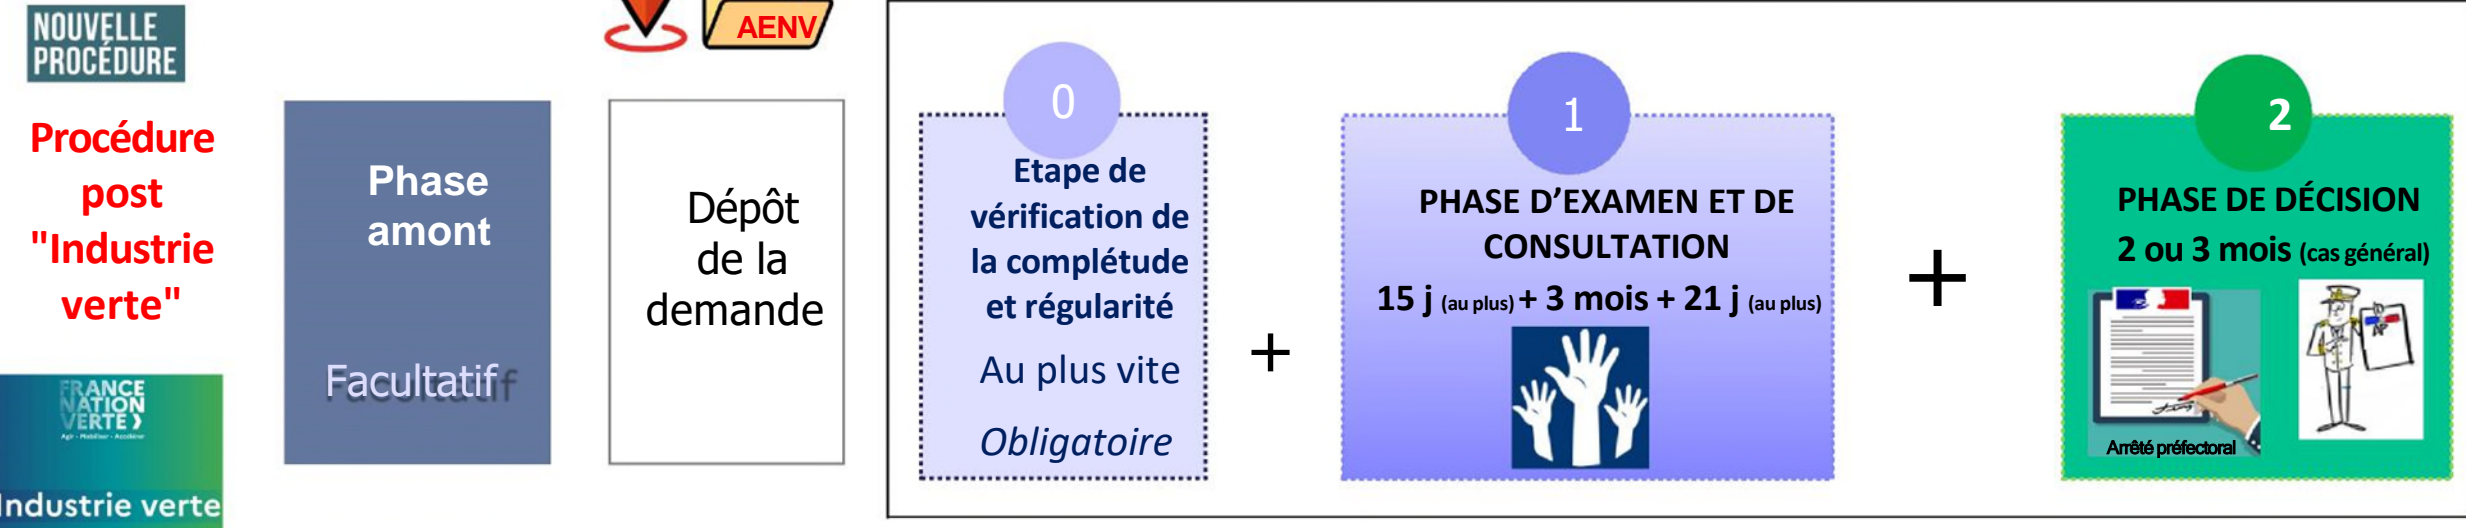 NOUVELLE
PROCÉDURE
Procédure
post
"Industrie
verte"
FRANCE
NATION
VERTE >
Agir - Mobiliser - Accélérer
Industrie verte
Phase
amont
Facultatif
AENV
Dépôt
de la
demande
0
Etape de
vérification de
la complétude
et régularité
Au plus vite
Obligatoire
+
1
PHASE D’EXAMEN ET DE
CONSULTATION
15 j (au plus) + 3 mois + 21 j (au plus)
+
2
PHASE DE DÉCISION
2 ou 3 mois (cas général)
Arrêté préfectoral